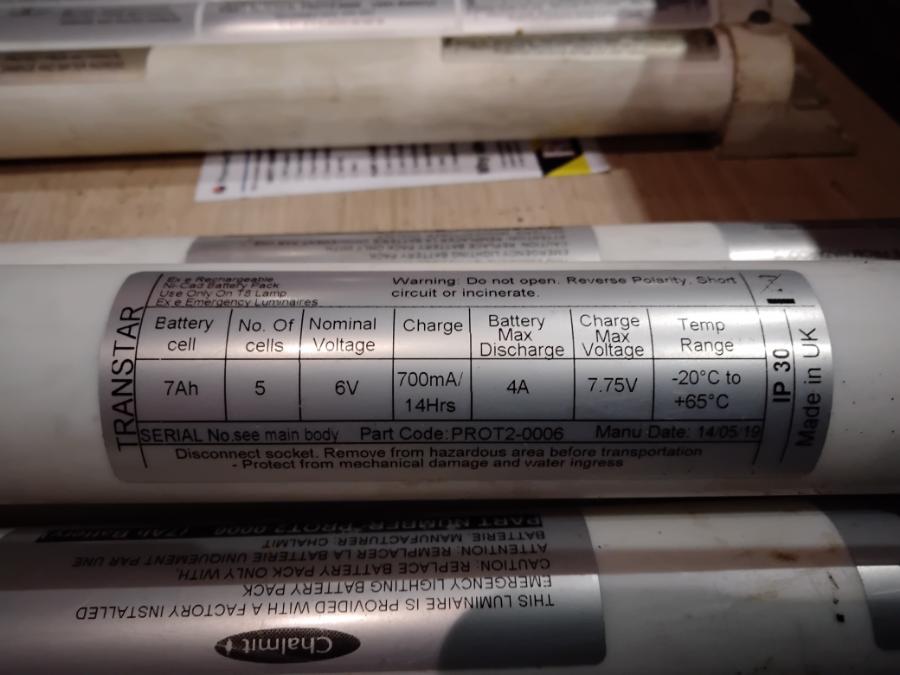 TRANSTAR
Ex e Rechargeable
Ni-Cad Battery Pack
Use Only On T8 Lamp
Ex e Emergency Luminaires
Warning: Do not open. Reverse Polarity, Short
circuit or incinerate.
Battery cell
No. Of cells
Nominal Voltage
Charge
Battery Max Discharge
Charge Max Voltage
Temp Range
7Ah
5
6V
700mA/ 14Hrs
4A
7.75V
-20°C to +65°C
IP 30
Made in UK
SERIAL No.see main body Part Code:PROT2-0006 Manu Date: 14/05/19
Disconnect socket. Remove from hazardous area before transportation
- Protect from mechanical damage and water ingress
Chalmit
THIS LUMINAIRE IS PROVIDED WITH A FACTORY INSTALLED
EMERGENCY LIGHTING BATTERY PACK
CAUTION: REPLACE BATTERY PACK ONLY WITH,
ATTENTION: REMPLACER LA BATTERIE UNIQUEMENT PAR UNE
BATTERIE, MANUFACTURER: CHALMIT
PART NUMBER: PROT2-0006 (7Ah Battery)